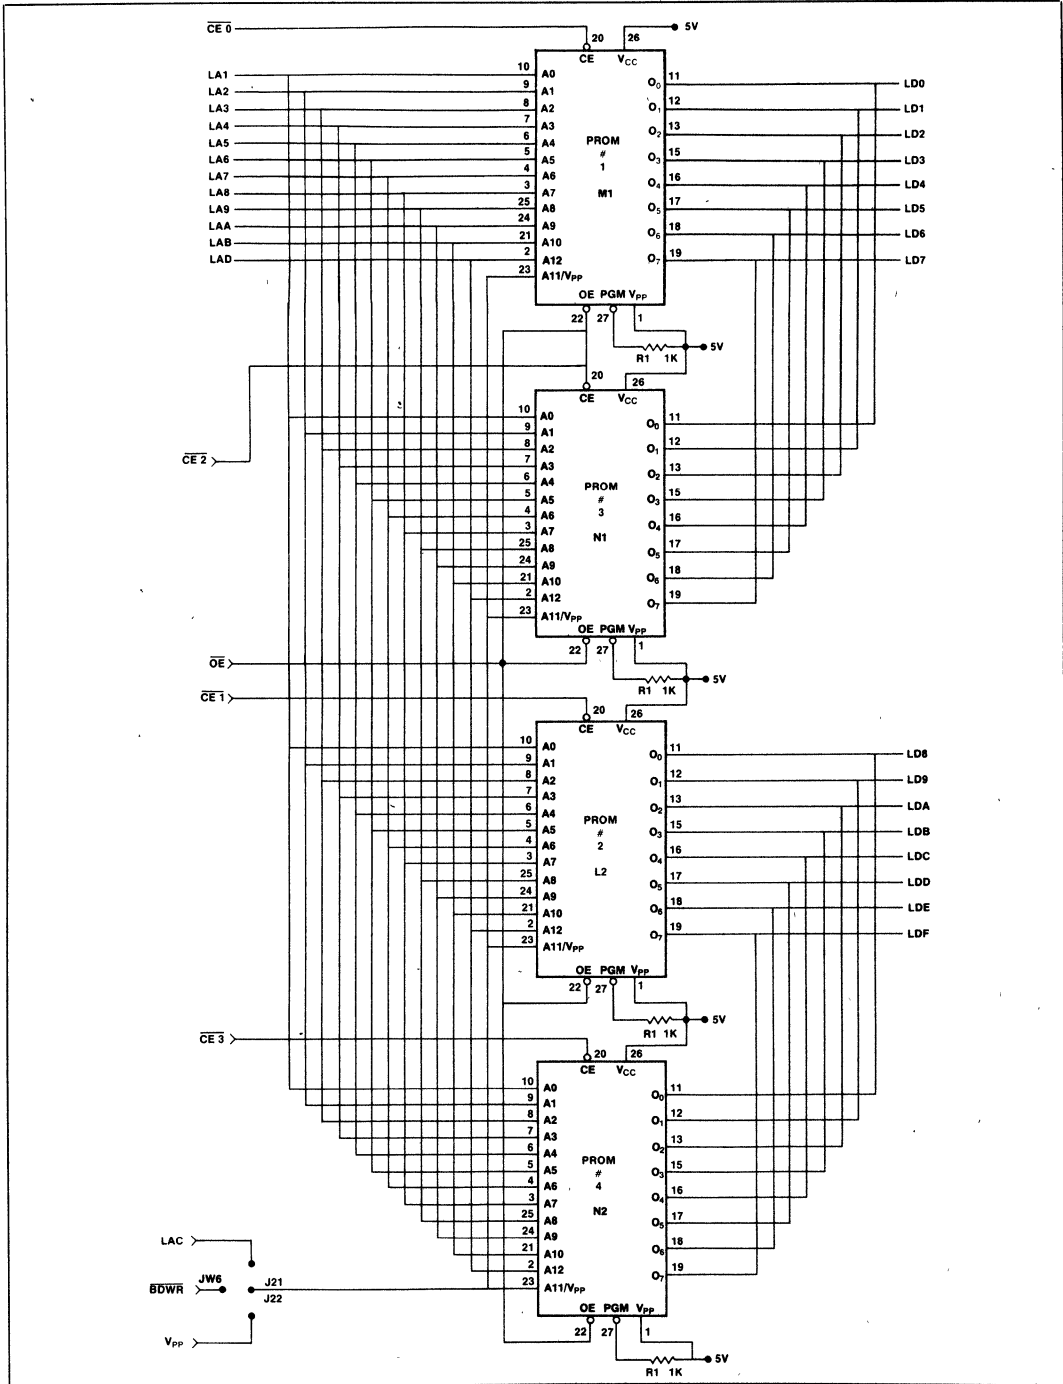 CE 0
20
26
5V
CE
VCC
LA1 10 A0
LA2 9 A1
LA3 8 A2
LA4 7 A3
LA5 6 A4
LA6 5 A5
LA7 4 A6
LA8 3 A7
LA9 25 A8
LAA 24 A9
LAB 21 A10
LAD 2 A12
23 A11/VPP
PROM
#
1
M1
O0 11 LD0
O1 12 LD1
O2 13 LD2
O3 15 LD3
O4 16 LD4
O5 17 LD5
O6 18 LD6
O7 19 LD7
OE PGM VPP
22 27 1
R1 1K 5V
20
26
CE
VCC
CE 2
10 A0
9 A1
8 A2
7 A3
6 A4
5 A5
4 A6
3 A7
25 A8
24 A9
21 A10
2 A12
23 A11/VPP
PROM
#
3
N1
O0 11
O1 12
O2 13
O3 15
O4 16
O5 17
O6 18
O7 19
OE PGM VPP
22 27 1
OE
R1 1K 5V
CE 1
20
26
CE
VCC
10 A0
9 A1
8 A2
7 A3
6 A4
5 A5
4 A6
3 A7
25 A8
24 A9
21 A10
2 A12
23 A11/VPP
PROM
#
2
L2
O0 11 LD8
O1 12 LD9
O2 13 LDA
O3 15 LDB
O4 16 LDC
O5 17 LDD
O6 18 LDE
O7 19 LDF
OE PGM VPP
22 27 1
R1 1K 5V
CE 3
20
26
CE
VCC
10 A0
9 A1
8 A2
7 A3
6 A4
5 A5
4 A6
3 A7
25 A8
24 A9
21 A10
2 A12
23 A11/VPP
PROM
#
4
N2
O0 11
O1 12
O2 13
O3 15
O4 16
O5 17
O6 18
O7 19
OE PGM VPP
22 27 1
R1 1K 5V
LAC
BDWR JW6 J21
J22
VPP